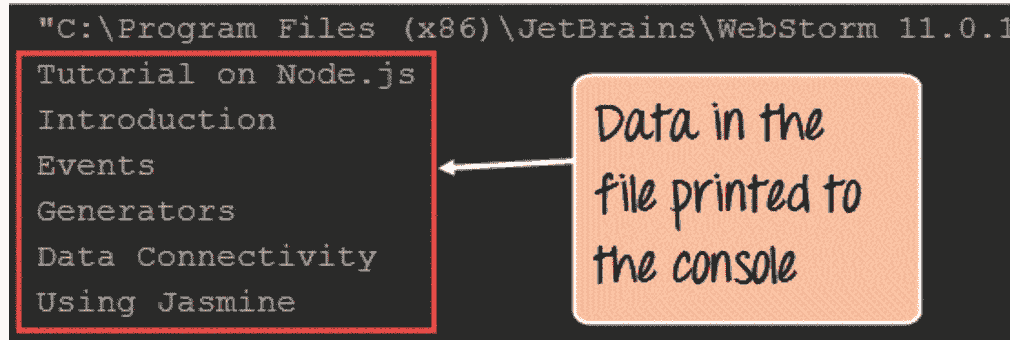 "C:\Program Files (x86)\JetBrains\WebStorm 11.0.1
Tutorial on Node.js
Introduction
Events
Generators
Data Connectivity
Using Jasmine
Data in the
file printed to
the console